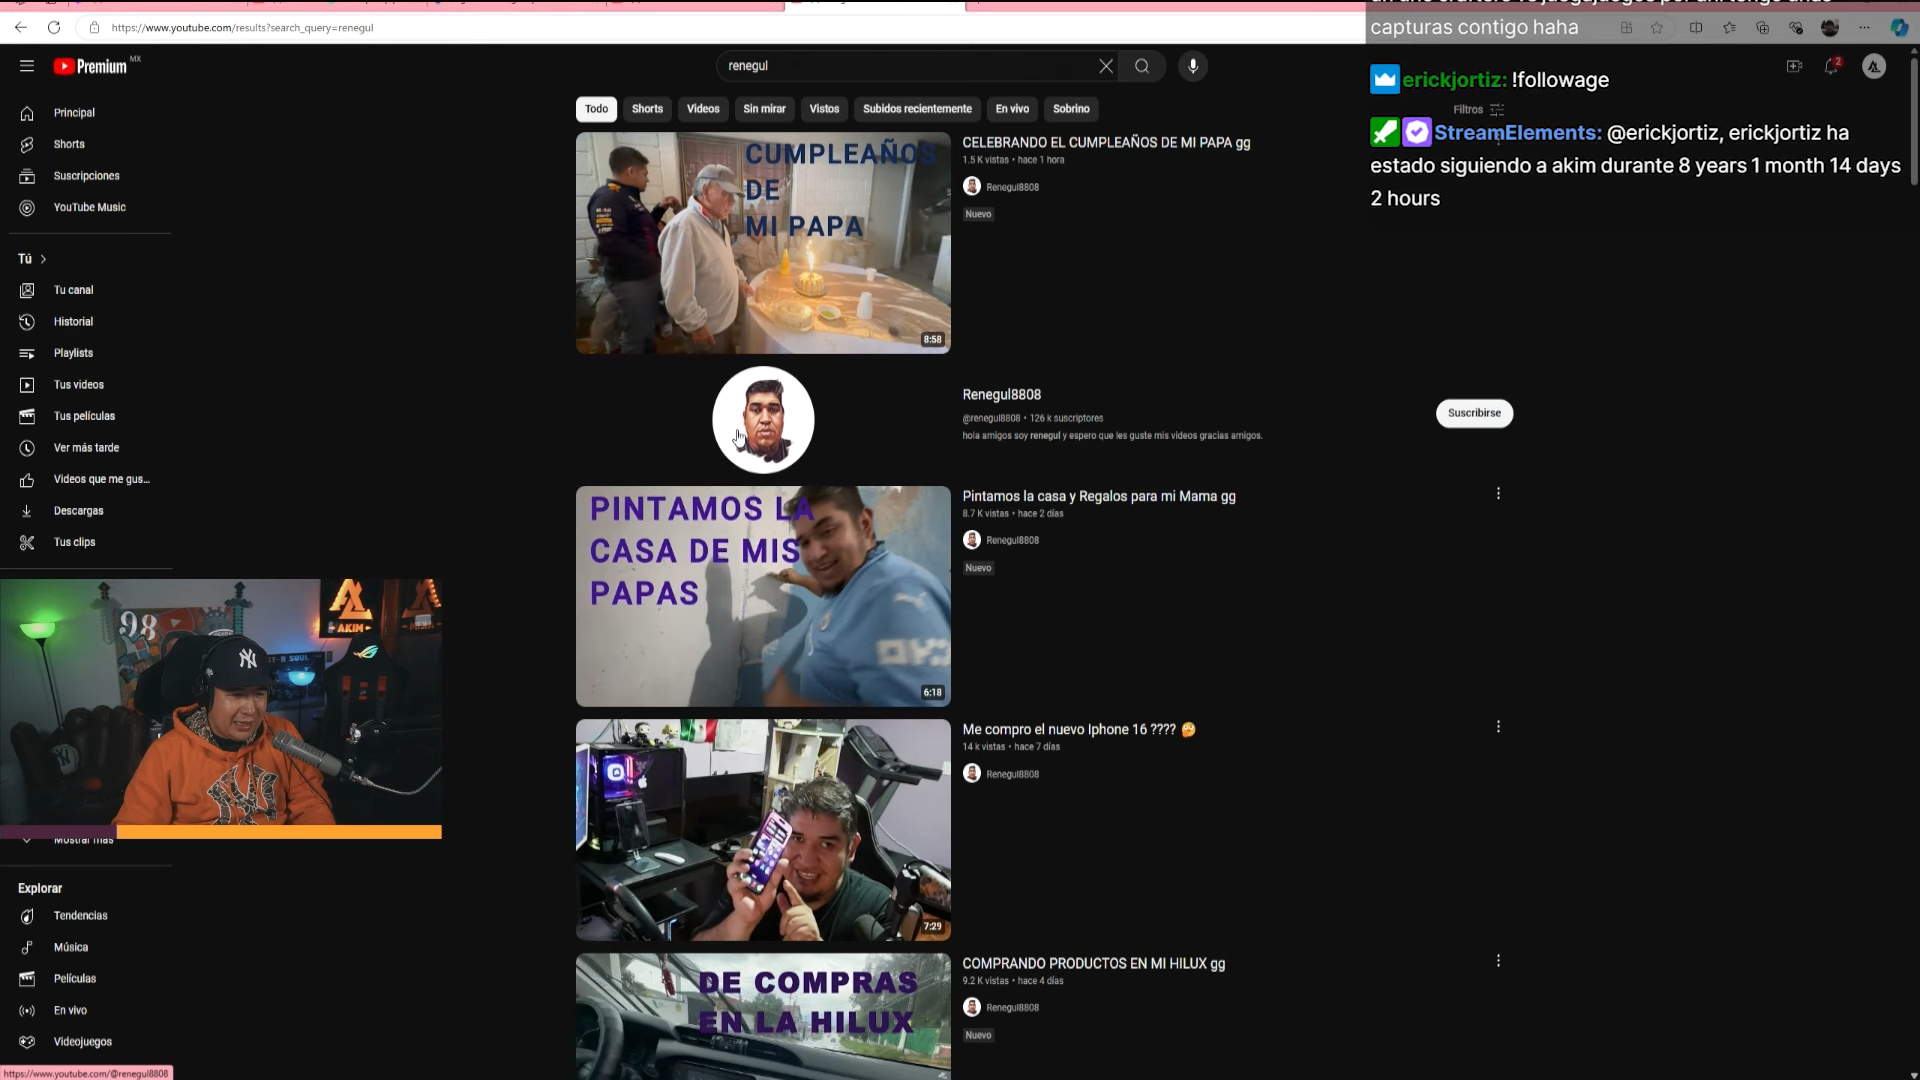 capturas contigo haha
https://www.youtube.com/results?search_query=renegul
Premium MX
renegul
erickjortiz: !followage
Filtros
StreamElements: @erickjortiz, erickjortiz ha
estado siguiendo a akim durante 8 years 1 month 14 days
2 hours
2
Todo
Shorts
Videos
Sin mirar
Vistos
Subidos recientemente
En vivo
Sobrino
Principal
Shorts
Suscripciones
YouTube Music
Tú
Tu canal
Historial
Playlists
Tus videos
Tus películas
Ver más tarde
Videos que me gus...
Descargas
Tus clips
Mostrar más
Explorar
Tendencias
Música
Películas
En vivo
Videojuegos
https://www.youtube.com/@renegul8808
CUMPLEAÑOS
DE
MI PAPA
8:58
CELEBRANDO EL CUMPLEAÑOS DE MI PAPA gg
1.5 K vistas • hace 1 hora
Renegul8808
Nuevo
Renegul8808
@renegul8808 • 126 k suscriptores
hola amigos soy renegul y espero que les guste mis videos gracias amigos.
Suscribirse
PINTAMOS LA
CASA DE MIS
PAPAS
6:18
Pintamos la casa y Regalos para mi Mama gg
8.7 K vistas • hace 2 días
Renegul8808
Nuevo
7:29
Me compro el nuevo Iphone 16 ????
14 k vistas • hace 7 días
Renegul8808
DE COMPRAS
EN LA HILUX
COMPRANDO PRODUCTOS EN MI HILUX gg
9.2 K vistas • hace 4 días
Renegul8808
Nuevo
98
AKIM
NY